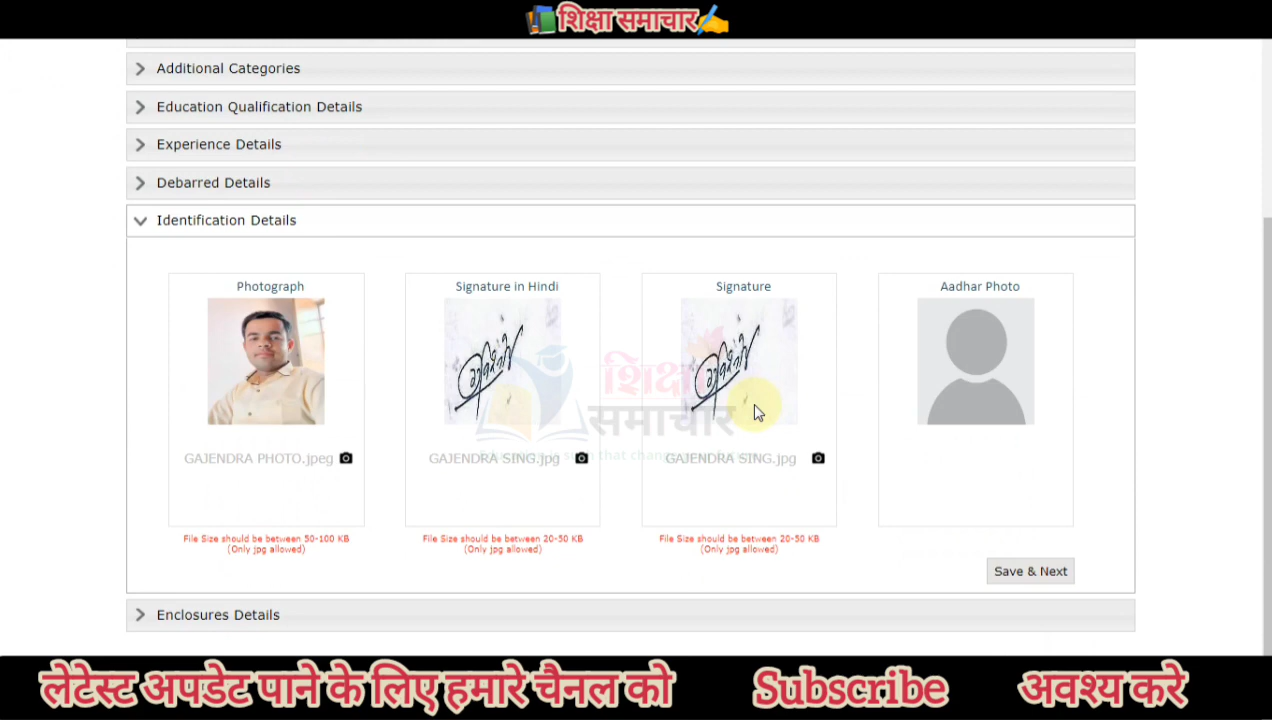 शिक्षा समाचार
Additional Categories
Education Qualification Details
Experience Details
Debarred Details
Identification Details
Photograph
GAJENDRA PHOTO.jpeg
File Size should be between 50-100 KB
(Only jpg allowed)
Signature in Hindi
GAJENDRA SING.jpg
File Size should be between 20-50 KB
(Only jpg allowed)
Signature
GAJENDRA SING.jpg
File Size should be between 20-50 KB
(Only jpg allowed)
Aadhar Photo
शिक्षा
समाचार
Save & Next
Enclosures Details
लेटेस्ट अपडेट पाने के लिए हमारे चैनल को Subscribe अवश्य करे